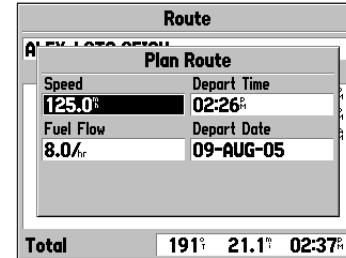 Route
Plan Route
Speed Depart Time
125.0 02:26
Fuel Flow Depart Date
8.0/hr 09-AUG-05
Total 191 21.1 02:37